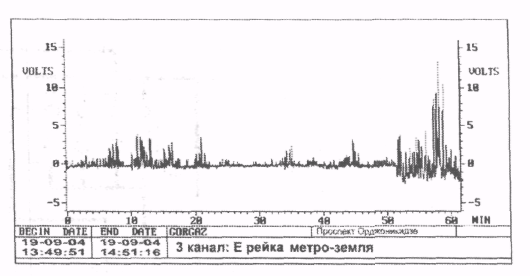 15 15
VOLTS VOLTS
10 10
5 5
0 0
-5 -5
0 10 20 30 40 50 60 MIN
BEGIN DATE END DATE GORGAZ Проспект Орджоникидзе
19-09-04 19-09-04
13:49:51 14:51:16
3 канал: Е рейка метро-земля